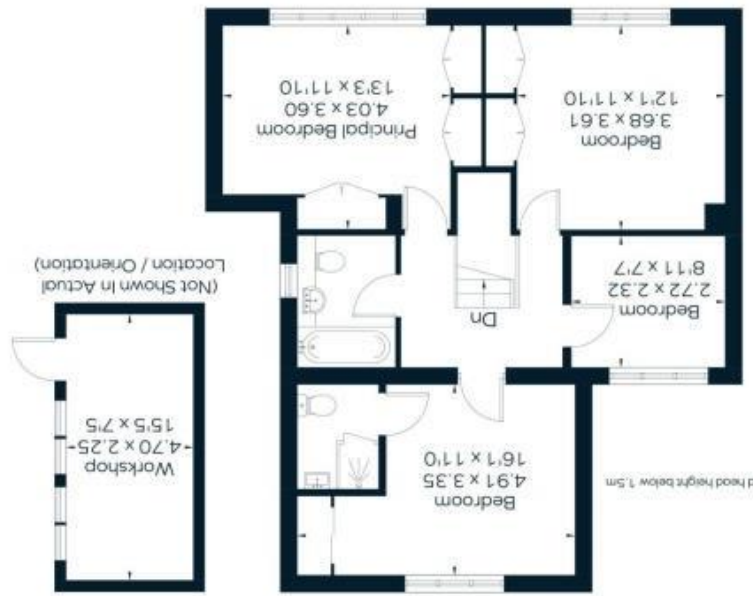 head height below 1.5m
Bedroom
4.91 x 3.35
16'1 x 11'0
Workshop
4.70 x 2.25
15'5 x 7'5
Bedroom
2.72 x 2.32
8'11 x 7'7
Dn
(Not Shown In Actual
Location / Orientation)
Bedroom
3.68 x 3.61
12'1 x 11'10
Principal Bedroom
4.03 x 3.60
13'3 x 11'10